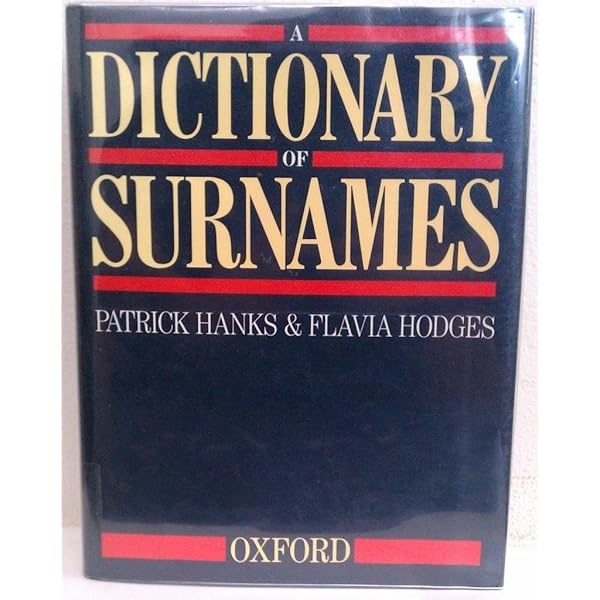 A
DICTIONARY
OF
SURNAMES
PATRICK HANKS & FLAVIA HODGES
OXFORD